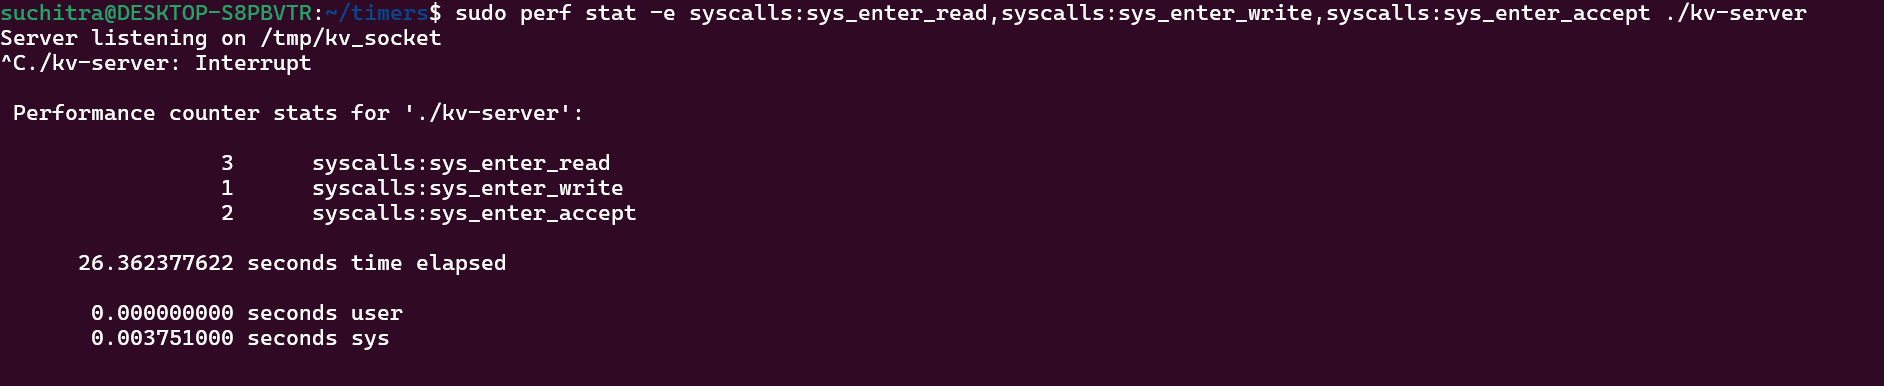 suchitra@DESKTOP-S8PBVTR:~/timers$ sudo perf stat -e syscalls:sys_enter_read,syscalls:sys_enter_write,syscalls:sys_enter_accept ./kv-server
Server listening on /tmp/kv_socket
^C./kv-server: Interrupt
Performance counter stats for './kv-server':
3 syscalls:sys_enter_read
1 syscalls:sys_enter_write
2 syscalls:sys_enter_accept
26.362377622 seconds time elapsed
0.000000000 seconds user
0.003751000 seconds sys